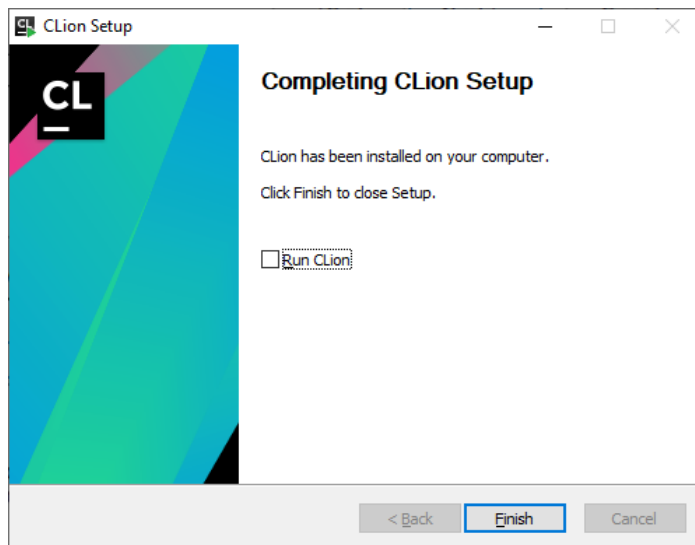 CLion Setup
CL
Completing CLion Setup
CLion has been installed on your computer.
Click Finish to close Setup.
Run CLion
< Back
Finish
Cancel